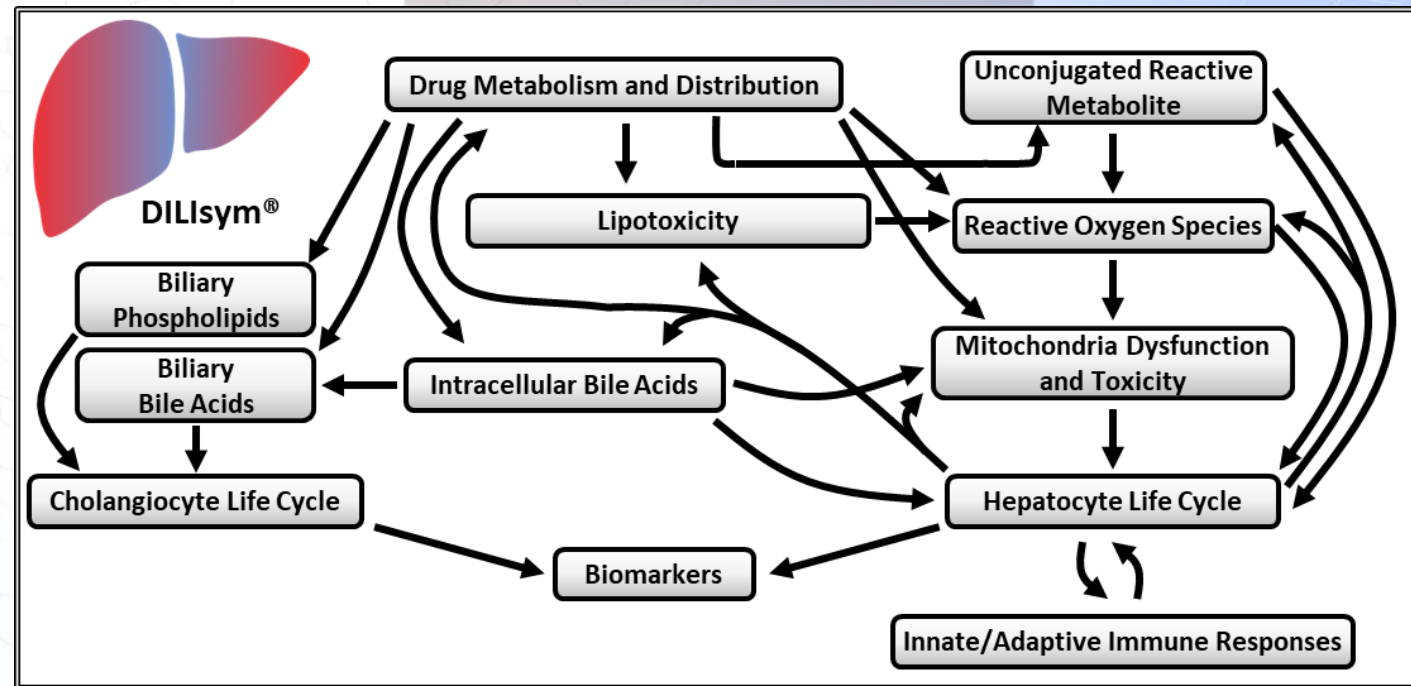 Drug Metabolism and Distribution
Unconjugated Reactive
Metabolite
DILIsym®
Lipotoxicity
Reactive Oxygen Species
Biliary
Phospholipids
Biliary
Bile Acids
Intracellular Bile Acids
Mitochondria Dysfunction
and Toxicity
Cholangiocyte Life Cycle
Hepatocyte Life Cycle
Biomarkers
Innate/Adaptive Immune Responses